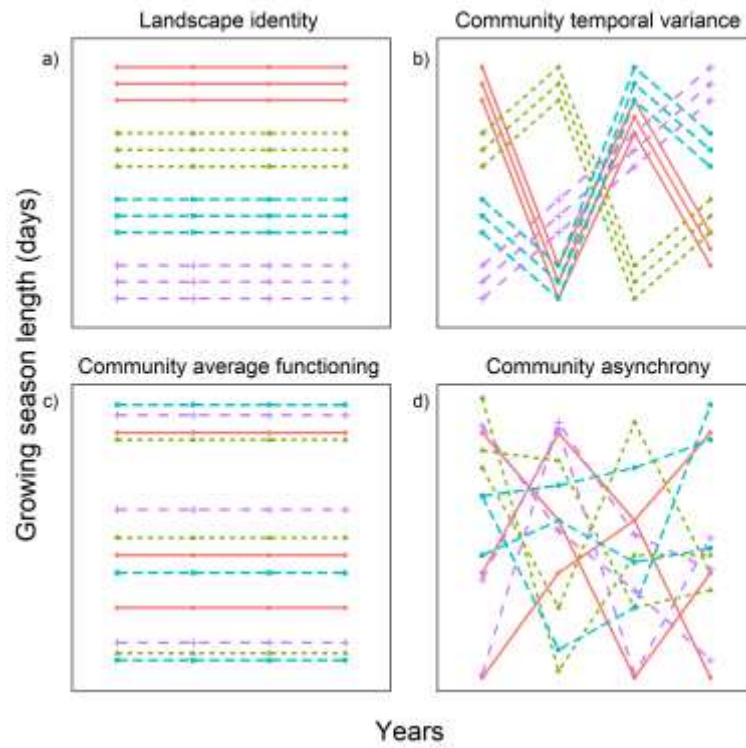 Landscape identity
Community temporal variance
a)
b)
Community average functioning
Community asynchrony
c)
d)
Growing season length (days)
Years